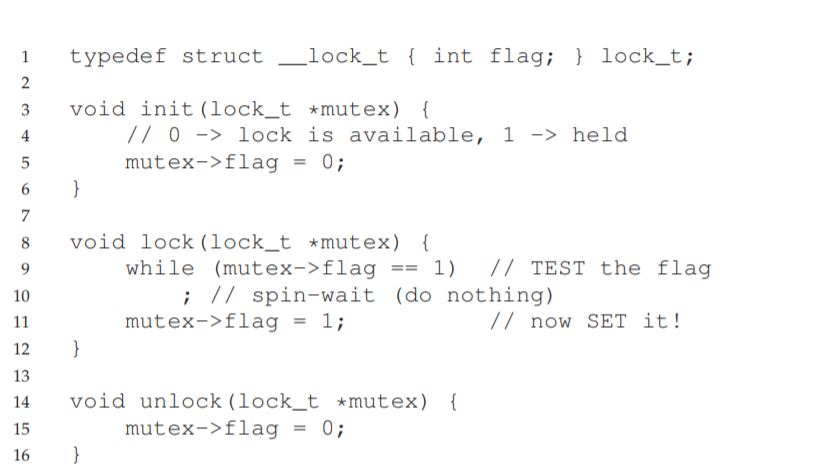 1 typedef struct __lock_t { int flag; } lock_t;
2
3 void init(lock_t *mutex) {
4 // 0 -> lock is available, 1 -> held
5 mutex->flag = 0;
6 }
7
8 void lock(lock_t *mutex) {
9 while (mutex->flag == 1) // TEST the flag
10 ; // spin-wait (do nothing)
11 mutex->flag = 1; // now SET it!
12 }
13
14 void unlock(lock_t *mutex) {
15 mutex->flag = 0;
16 }